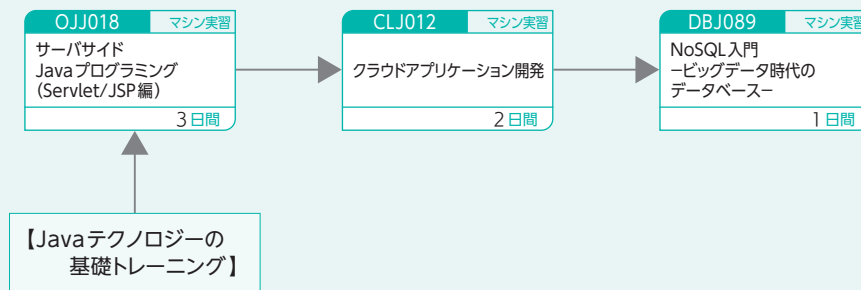 OJJ018 マシン実習
サーバサイド
Javaプログラミング
（Servlet/JSP編）
3日間
CLJ012 マシン実習
クラウドアプリケーション開発
2日間
DBJ089 マシン実習
NoSQL入門
−ビッグデータ時代の
データベース−
1日間
【Javaテクノロジーの
基礎トレーニング】